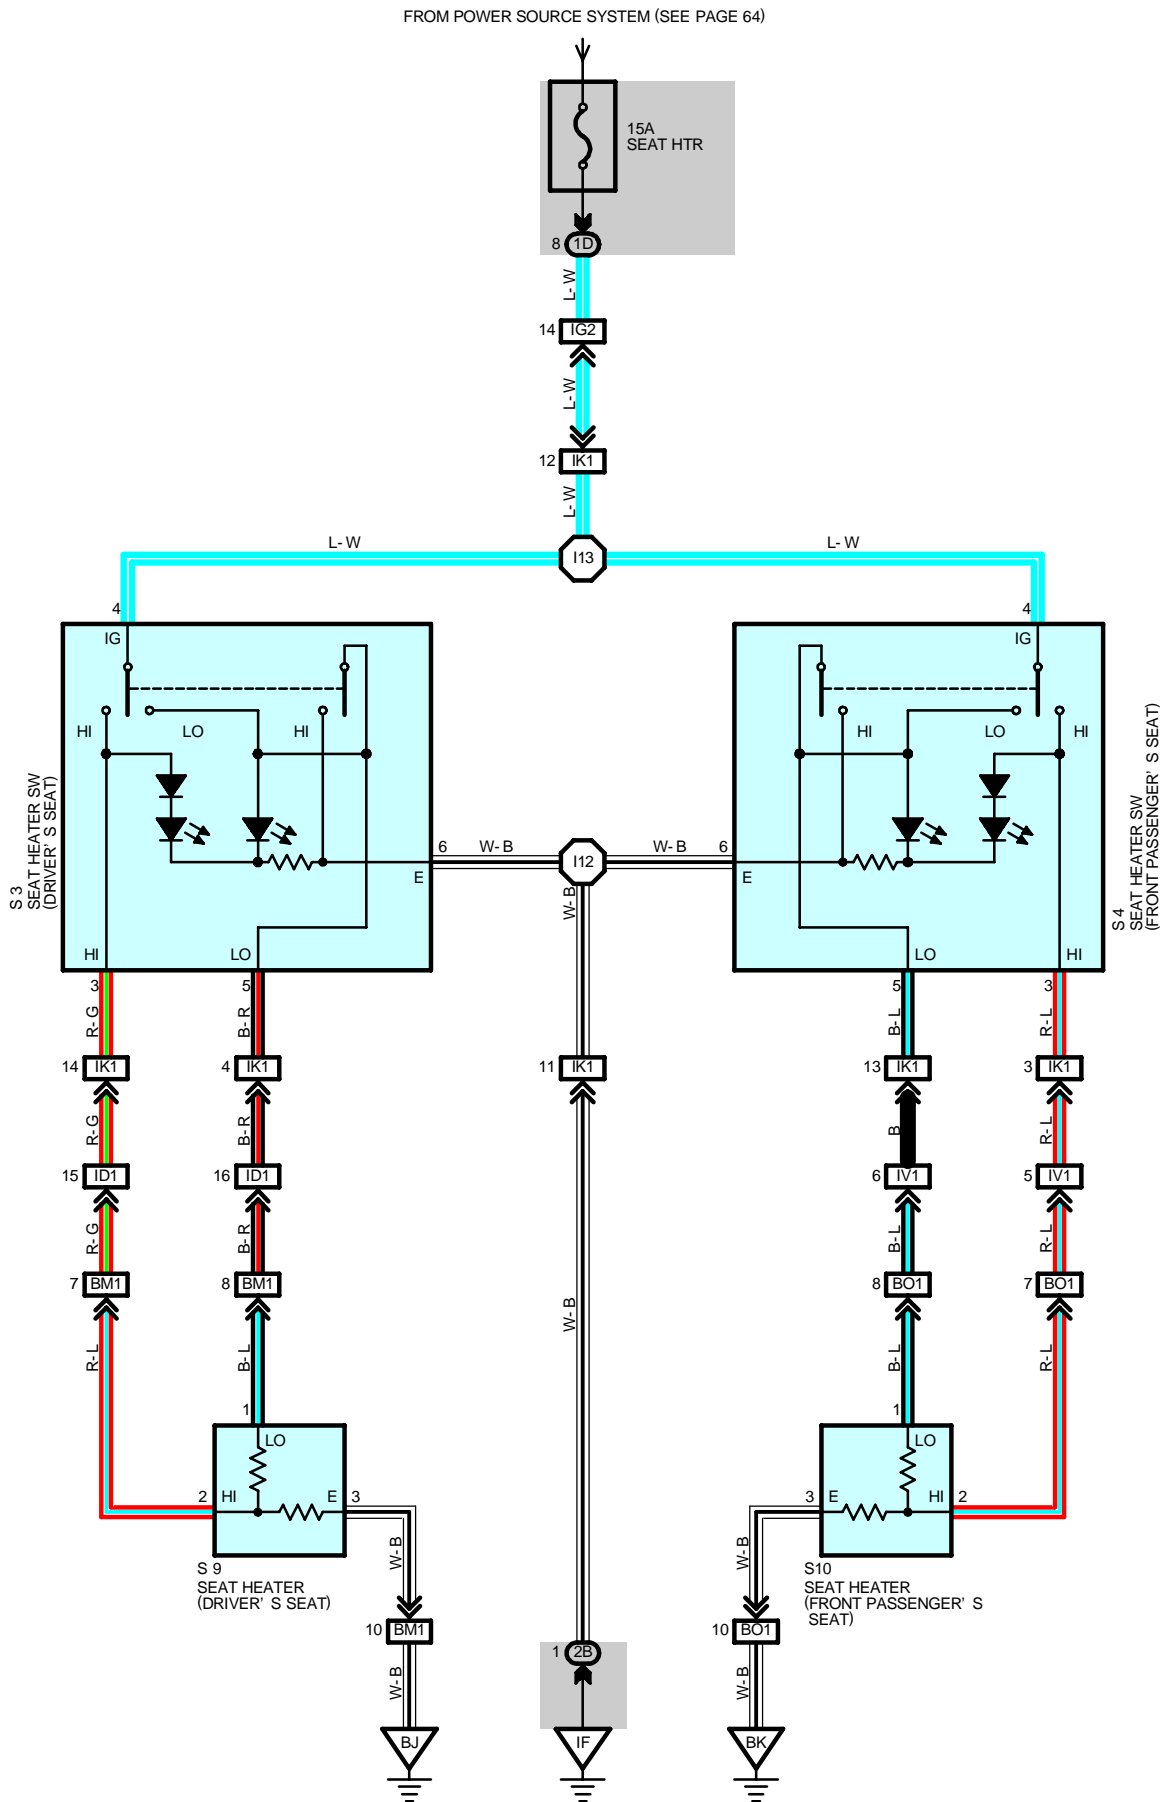 FROM POWER SOURCE SYSTEM (SEE PAGE 64)
15A
SEAT HTR
8 1D
L-W
14 IG2
L-W
12 IK1
L-W
L-W I13 L-W
4 4
IG IG
HI LO HI HI LO HI
S 3
SEAT HEATER SW
(DRIVER' S SEAT)
6 W-B I12 W-B 6
E E
W-B
S 4
SEAT HEATER SW
(FRONT PASSENGER' S SEAT)
HI LO LO HI
3 5 5 3
R-G B-R B-L R-L
14 IK1 4 IK1 11 IK1 13 IK1 3 IK1
R-G B-R B R-L
15 ID1 16 ID1 6 IV1 5 IV1
R-G B-R B-L R-L
7 BM1 8 BM1 8 BO1 7 BO1
W-B
R-L B-L B-L R-L
1 1
LO LO
2 HI E 3 3 E HI 2
W-B W-B
S 9
SEAT HEATER
(DRIVER' S SEAT)
S10
SEAT HEATER
(FRONT PASSENGER' S
SEAT)
10 BM1 1 2B 10 BO1
W-B W-B
BJ IF BK